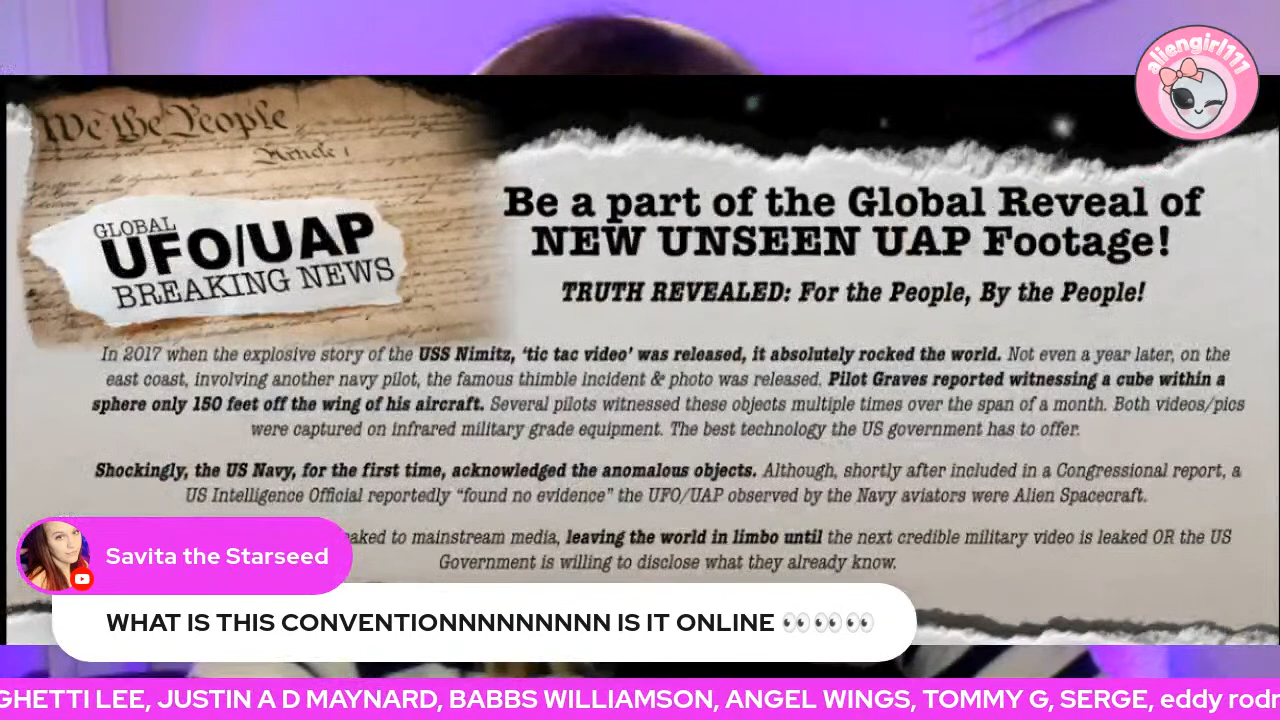 aliengirl111
We the People
Article 1
GLOBAL
UFO/UAP
BREAKING NEWS
Be a part of the Global Reveal of
NEW UNSEEN UAP Footage!
TRUTH REVEALED: For the People, By the People!
In 2017 when the explosive story of the USS Nimitz, ‘tic tac video’ was released, it absolutely rocked the world. Not even a year later, on the
east coast, involving another navy pilot, the famous thimble incident & photo was released. Pilot Graves reported witnessing a cube within a
sphere only 150 feet off the wing of his aircraft. Several pilots witnessed these objects multiple times over the span of a month. Both videos/pics
were captured on infrared military grade equipment. The best technology the US government has to offer.
Shockingly, the US Navy, for the first time, acknowledged the anomalous objects. Although, shortly after included in a Congressional report, a
US Intelligence Official reportedly “found no evidence” the UFO/UAP observed by the Navy aviators were Alien Spacecraft.
to mainstream media, leaving the world in limbo until the next credible military video is leaked OR the US
Government is willing to disclose what they already know.
Savita the Starseed
WHAT IS THIS CONVENTIONNNNNNNNN IS IT ONLINE 👀👀👀
GHETTI LEE, JUSTIN A D MAYNARD, BABBS WILLIAMSON, ANGEL WINGS, TOMMY G, SERGE, eddy rodr